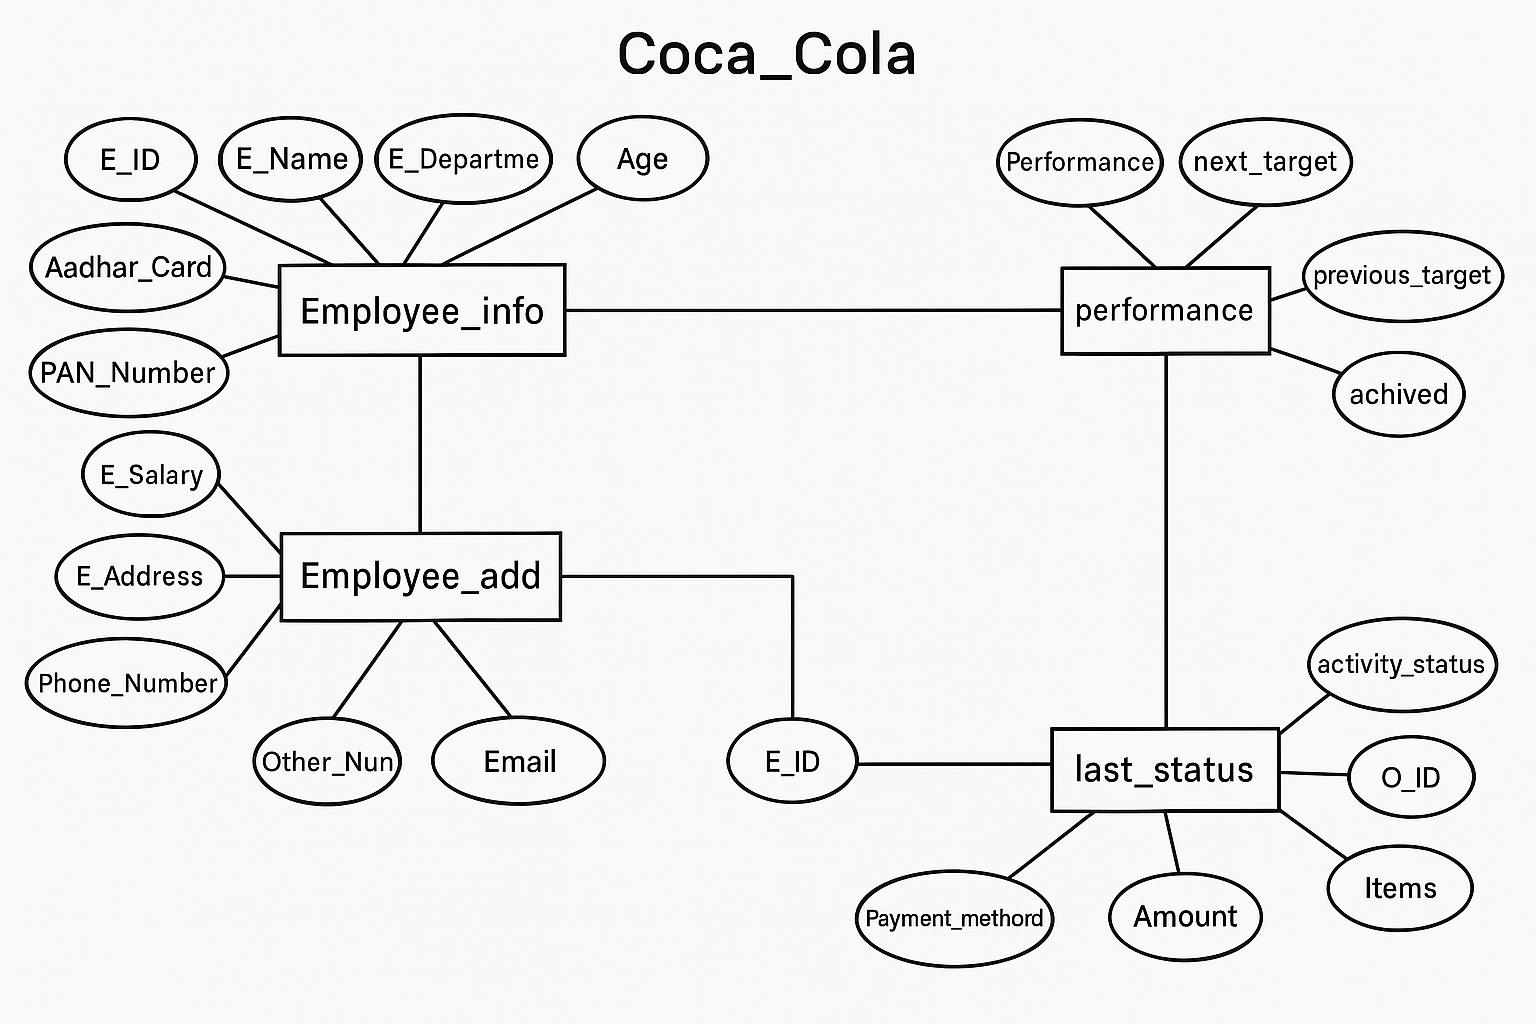 Coca_Cola
E_ID
E_Name
E_Departme
Age
Performance
next_target
Aadhar_Card
previous_target
Employee_info
performance
PAN_Number
achived
E_Salary
E_Address
Employee_add
Phone_Number
activity_status
Other_Nun
Email
E_ID
last_status
O_ID
Items
Payment_methord
Amount